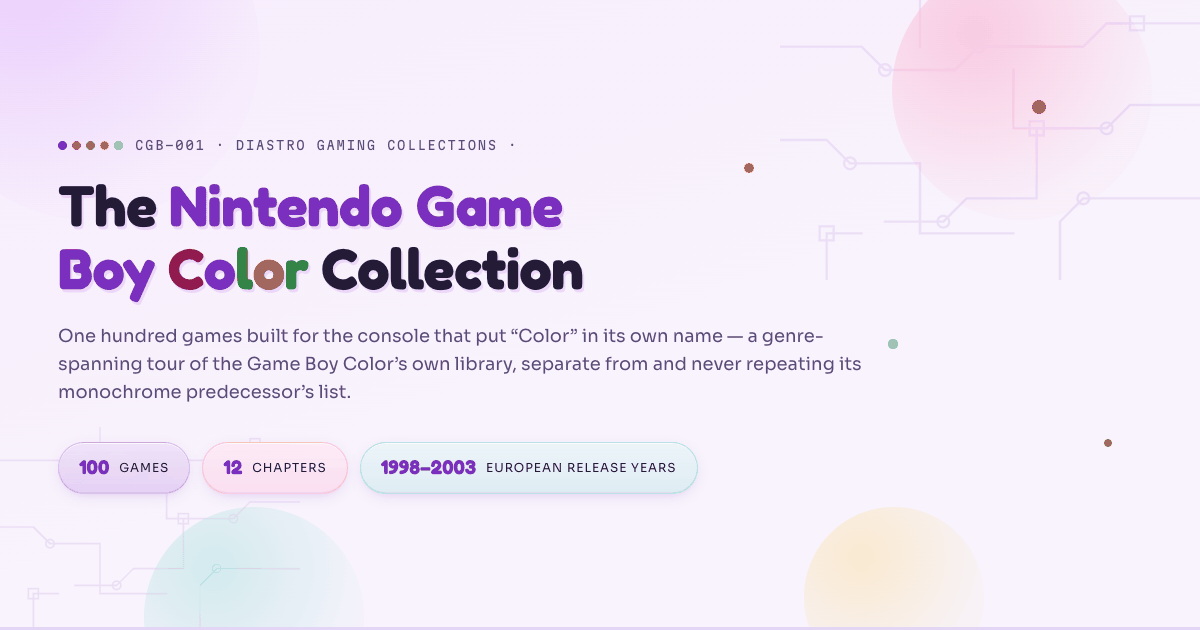 CGB-001 · DIASTRO GAMING COLLECTIONS ·
The Nintendo Game
Boy Color Collection
One hundred games built for the console that put “Color” in its own name — a genre-
spanning tour of the Game Boy Color’s own library, separate from and never repeating its
monochrome predecessor’s list.
100 GAMES
12 CHAPTERS
1998–2003 EUROPEAN RELEASE YEARS